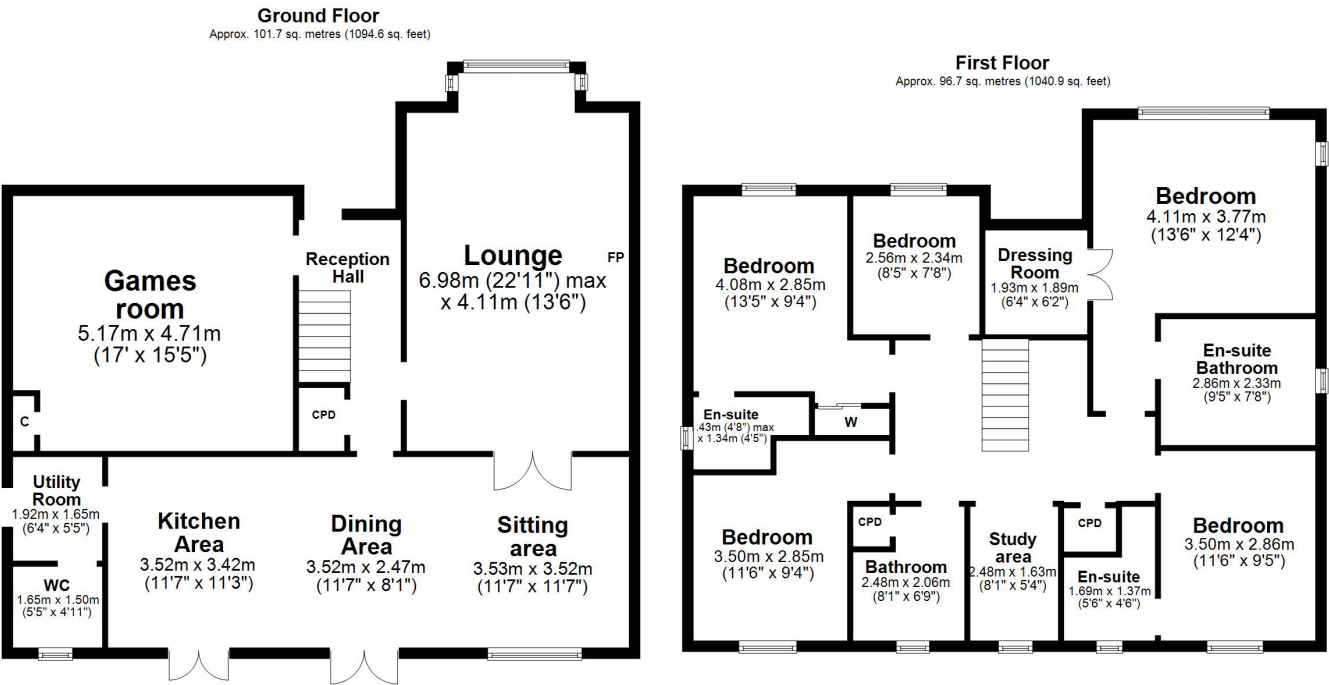 Ground Floor
Approx. 101.7 sq. metres (1094.6 sq. feet)
Games
room
5.17m x 4.71m
(17' x 15'5")
Reception
Hall
Lounge
6.98m (22'11") max
x 4.11m (13'6")
FP
C
CPD
Utility
Room
1.92m x 1.65m
(6'4" x 5'5")
WC
1.65m x 1.50m
(5'5" x 4'11")
Kitchen
Area
3.52m x 3.42m
(11'7" x 11'3")
Dining
Area
3.52m x 2.47m
(11'7" x 8'1")
Sitting
area
3.53m x 3.52m
(11'7" x 11'7")
First Floor
Approx. 96.7 sq. metres (1040.9 sq. feet)
Bedroom
4.08m x 2.85m
(13'5" x 9'4")
Bedroom
2.56m x 2.34m
(8'5" x 7'8")
Dressing
Room
1.93m x 1.89m
(6'4" x 6'2")
Bedroom
4.11m x 3.77m
(13'6" x 12'4")
En-suite
Bathroom
2.86m x 2.33m
(9'5" x 7'8")
En-suite
.43m (4'8") max
x 1.34m (4'5")
W
Bedroom
3.50m x 2.85m
(11'6" x 9'4")
CPD
Bathroom
2.48m x 2.06m
(8'1" x 6'9")
Study
area
2.48m x 1.63m
(8'1" x 5'4")
CPD
En-suite
1.69m x 1.37m
(5'6" x 4'6")
Bedroom
3.50m x 2.86m
(11'6" x 9'5")